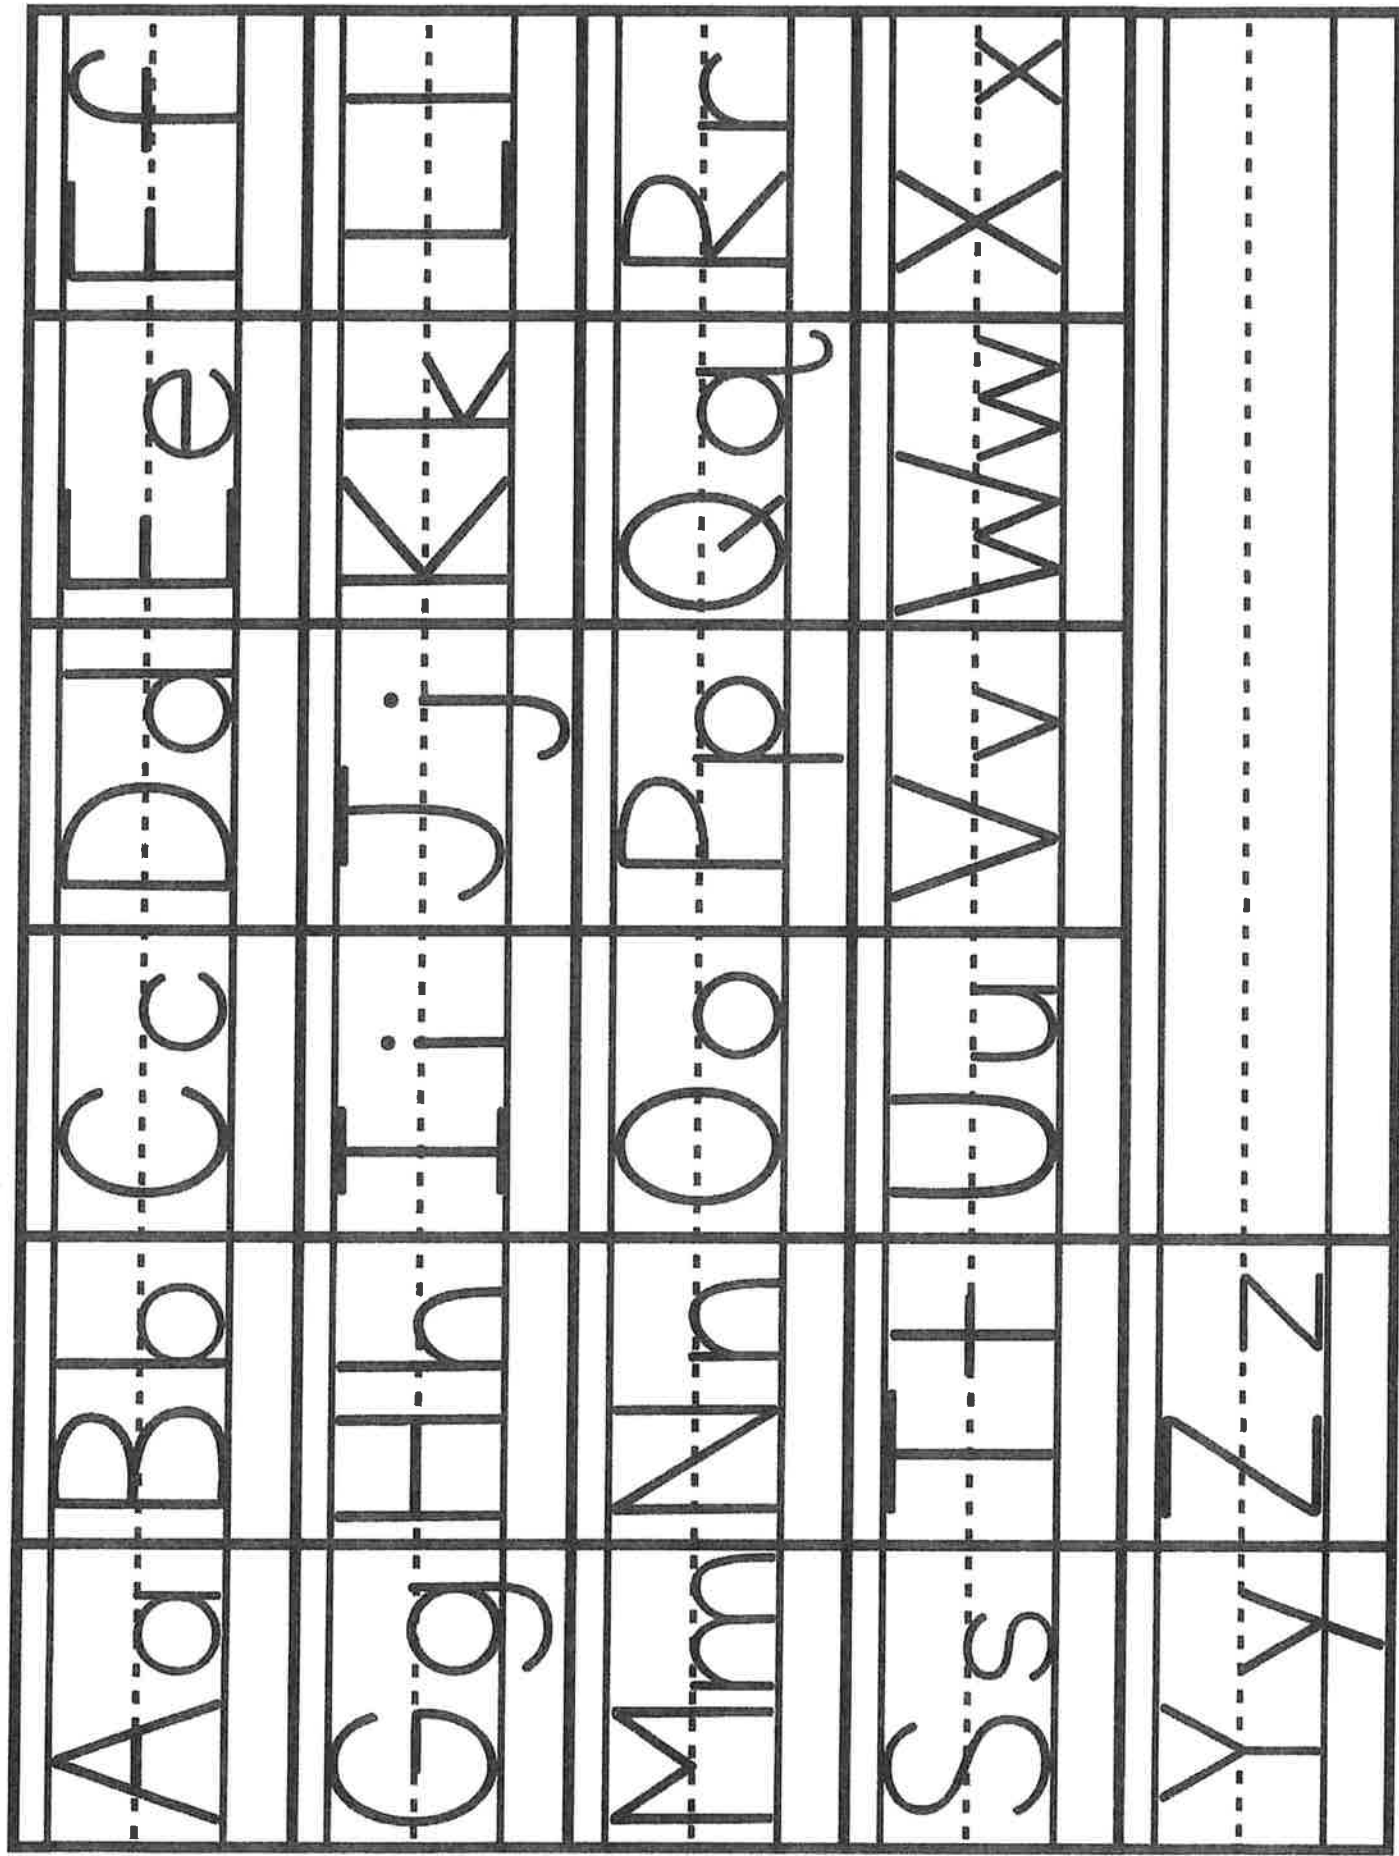 Aa Bb Cc Dd Ee Ff
Gg Hh Ii Jj Kk Ll
Mm Nn Oo Pp Qq Rr
Ss Tt Uu Vv Ww Xx
Yy Zz